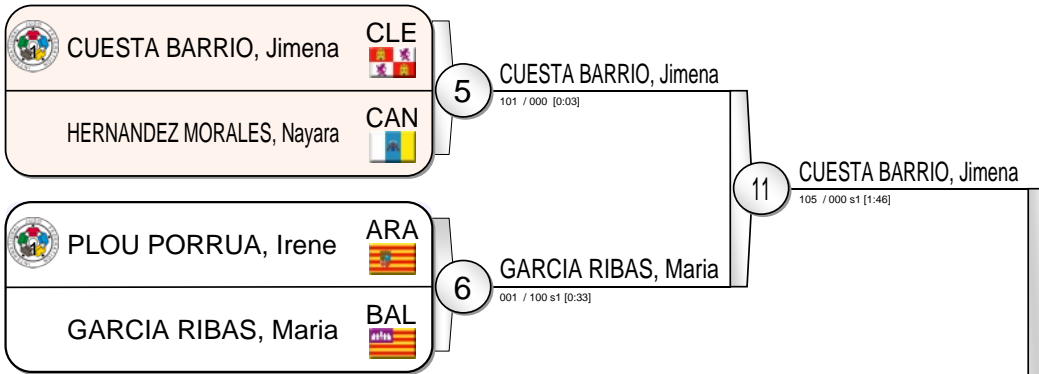 CUESTA BARRIO, Jimena CLE
HERNANDEZ MORALES, Nayara CAN
5
CUESTA BARRIO, Jimena
101 / 000 [0:03]
PLOU PORRUA, Irene ARA
GARCIA RIBAS, Maria BAL
6
GARCIA RIBAS, Maria
001 / 100 s1 [0:33]
11
CUESTA BARRIO, Jimena
105 / 000 s1 [1:46]